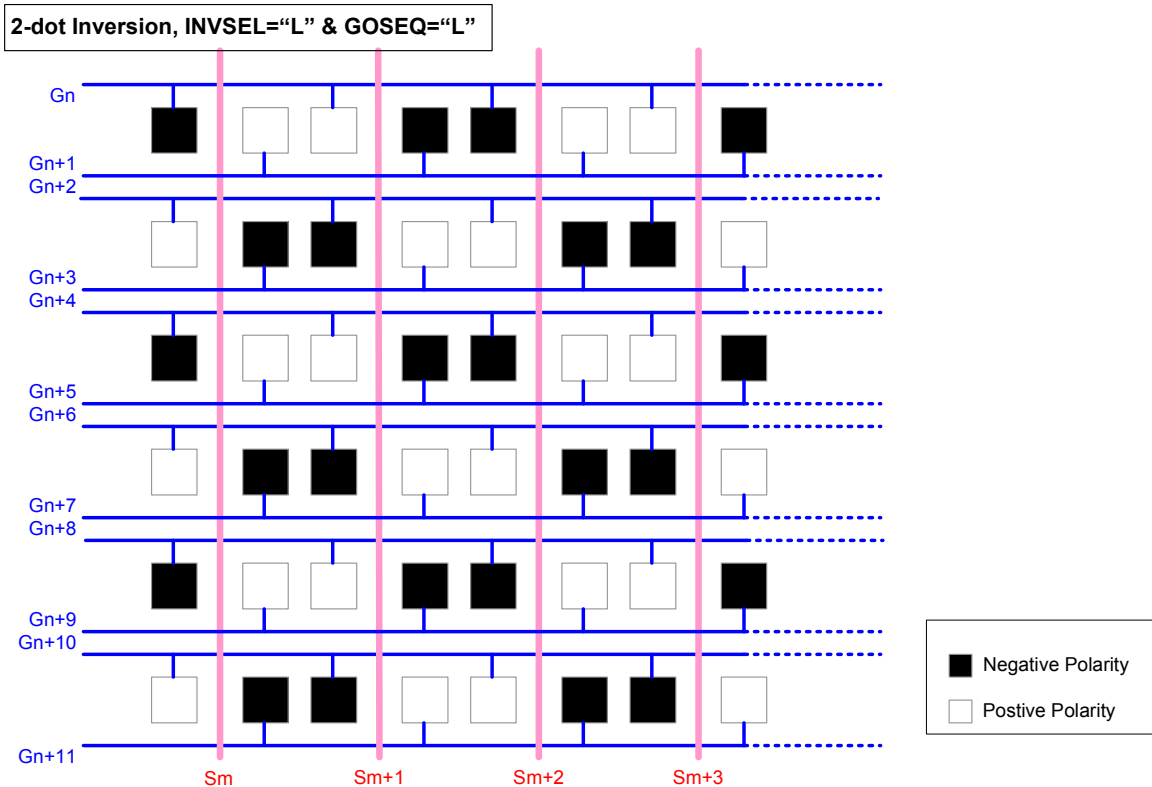 2-dot Inversion, INVSEL=“L” & GOSEQ=“L”
Gn
Gn+1
Gn+2
Gn+3
Gn+4
Gn+5
Gn+6
Gn+7
Gn+8
Gn+9
Gn+10
Gn+11
Sm
Sm+1
Sm+2
Sm+3
Negative Polarity
Postive Polarity